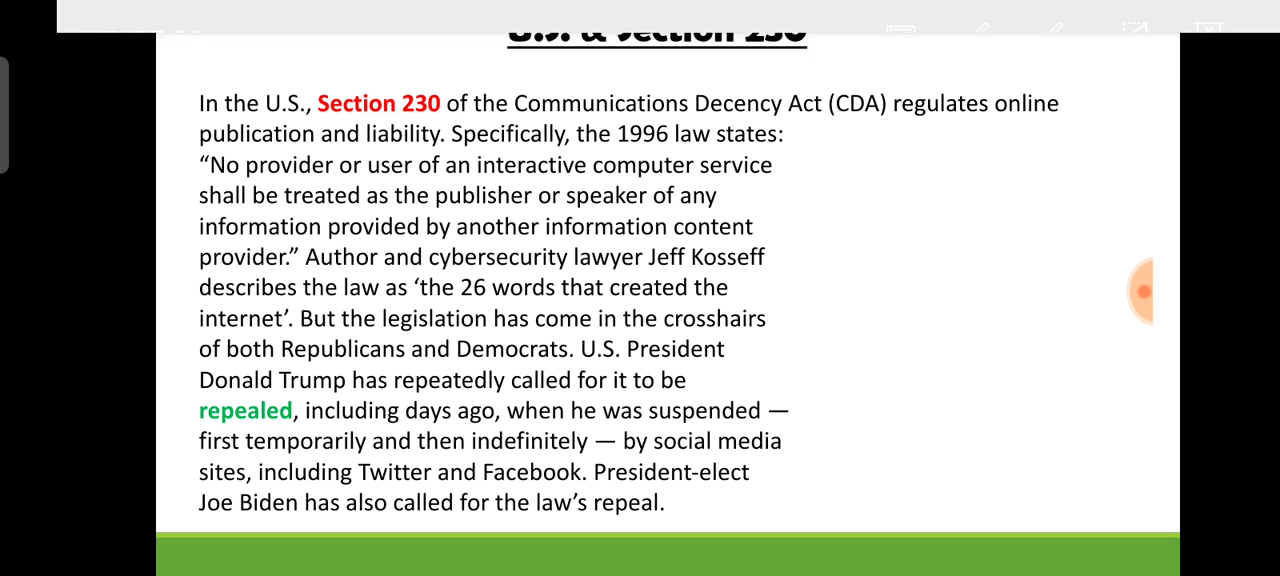 U.S. & Section 230
In the U.S., Section 230 of the Communications Decency Act (CDA) regulates online
publication and liability. Specifically, the 1996 law states:
“No provider or user of an interactive computer service
shall be treated as the publisher or speaker of any
information provided by another information content
provider.” Author and cybersecurity lawyer Jeff Kosseff
describes the law as ‘the 26 words that created the
internet’. But the legislation has come in the crosshairs
of both Republicans and Democrats. U.S. President
Donald Trump has repeatedly called for it to be
repealed, including days ago, when he was suspended —
first temporarily and then indefinitely — by social media
sites, including Twitter and Facebook. President-elect
Joe Biden has also called for the law’s repeal.